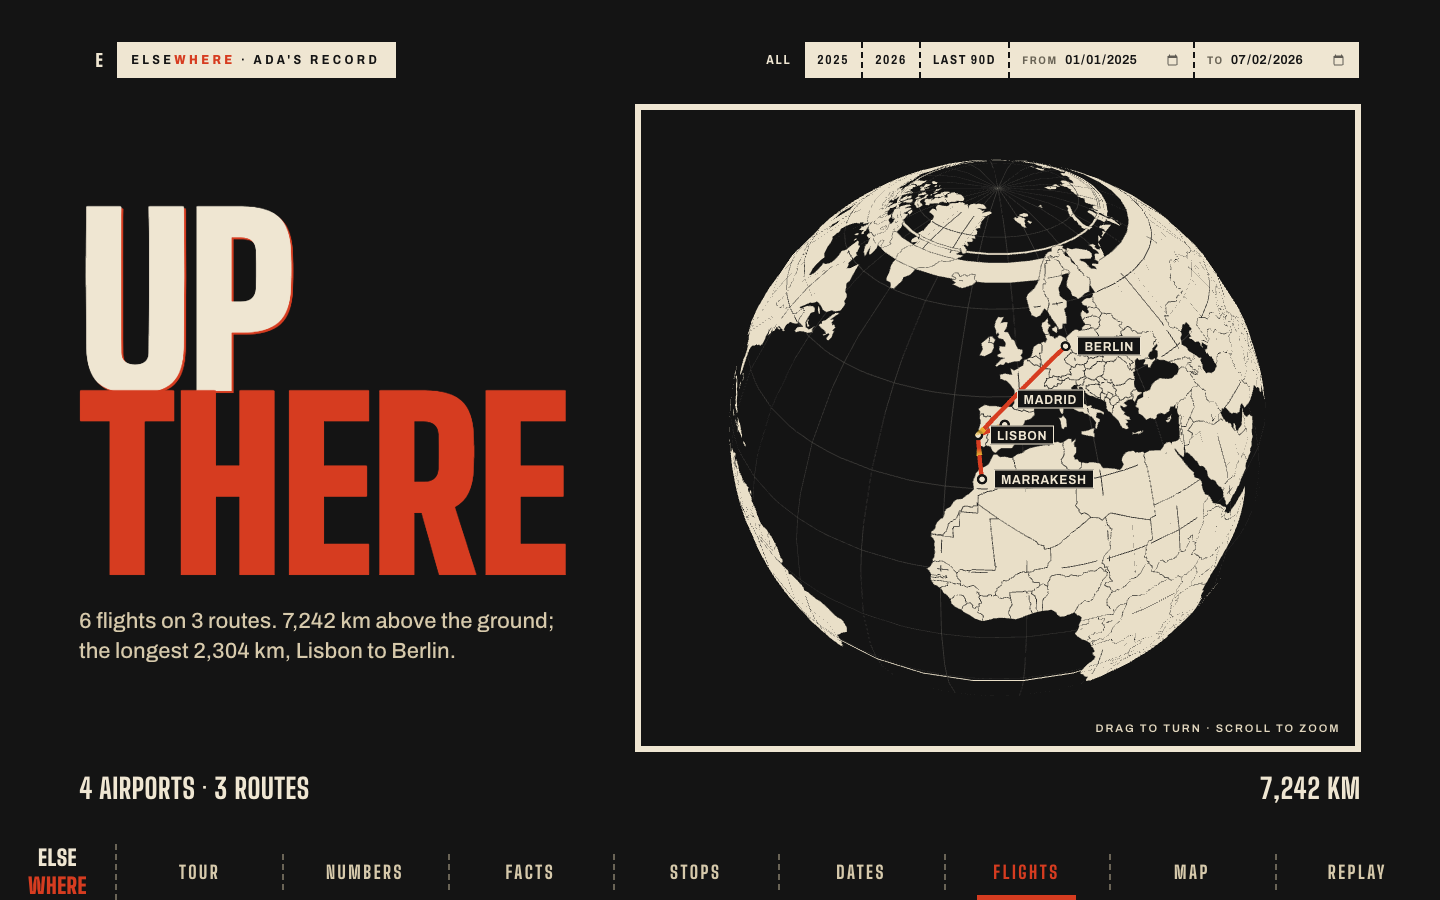 E
ELSEWHERE · ADA'S RECORD
ALL
2025
2026
LAST 90D
FROM 01/01/2025
TO 07/02/2026
UP
THERE
6 flights on 3 routes. 7,242 km above the ground;
the longest 2,304 km, Lisbon to Berlin.
BERLIN
MADRID
LISBON
MARRAKESH
DRAG TO TURN · SCROLL TO ZOOM
4 AIRPORTS · 3 ROUTES
7,242 KM
ELSE
WHERE
TOUR
NUMBERS
FACTS
STOPS
DATES
FLIGHTS
MAP
REPLAY